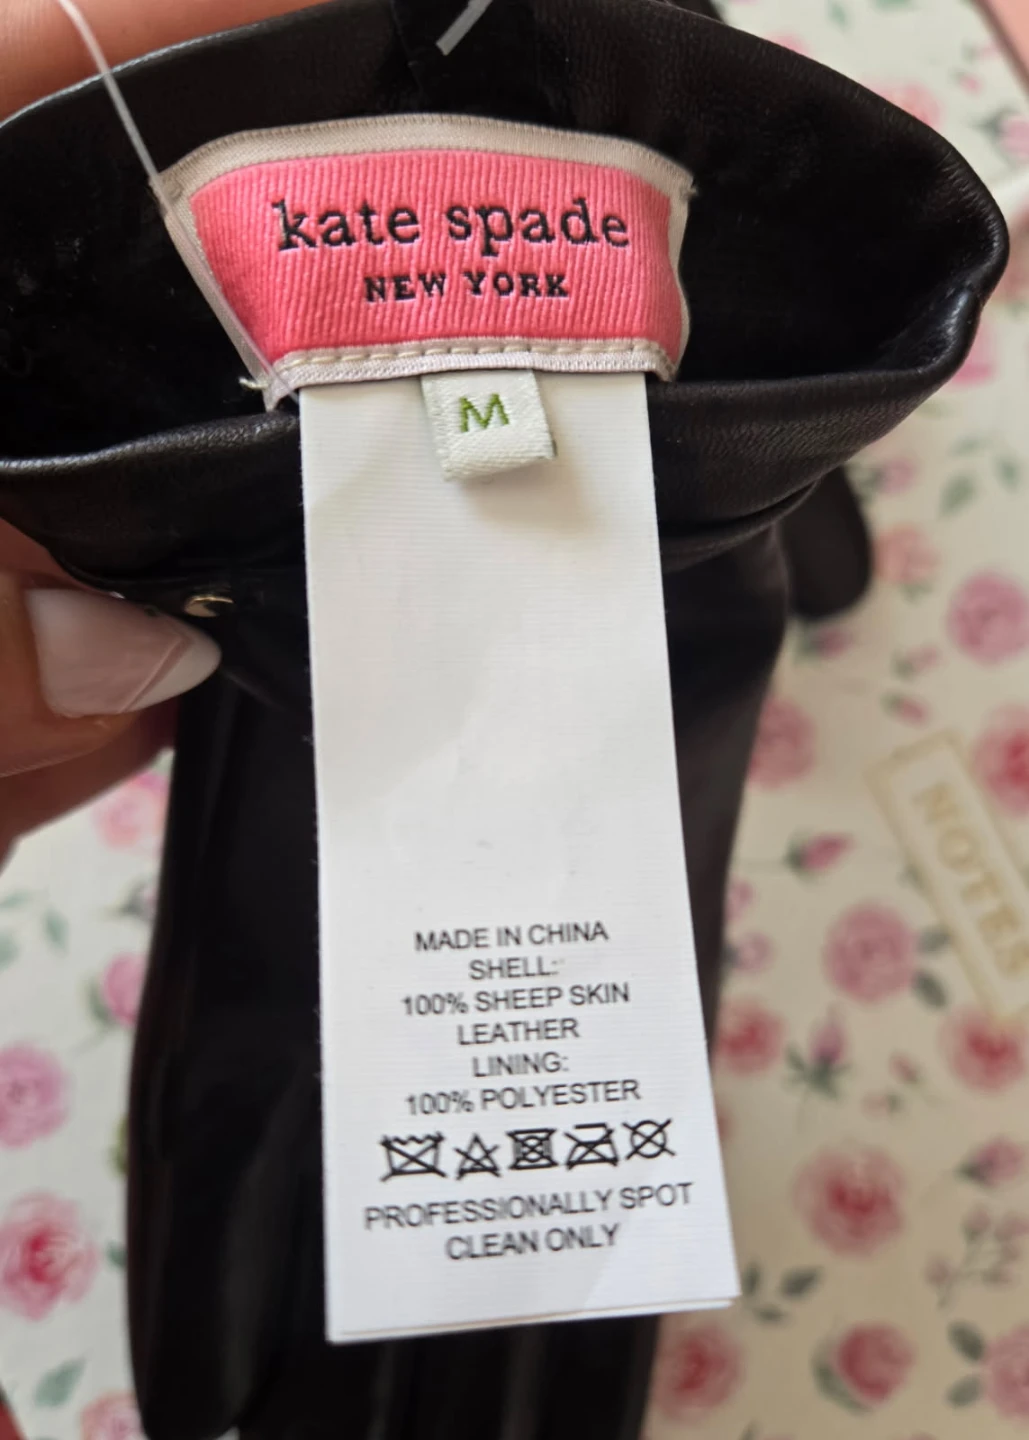 kate spade
NEW YORK
M
MADE IN CHINA
SHELL:
100% SHEEP SKIN
LEATHER
LINING:
100% POLYESTER
PROFESSIONALLY SPOT
CLEAN ONLY
NOTES